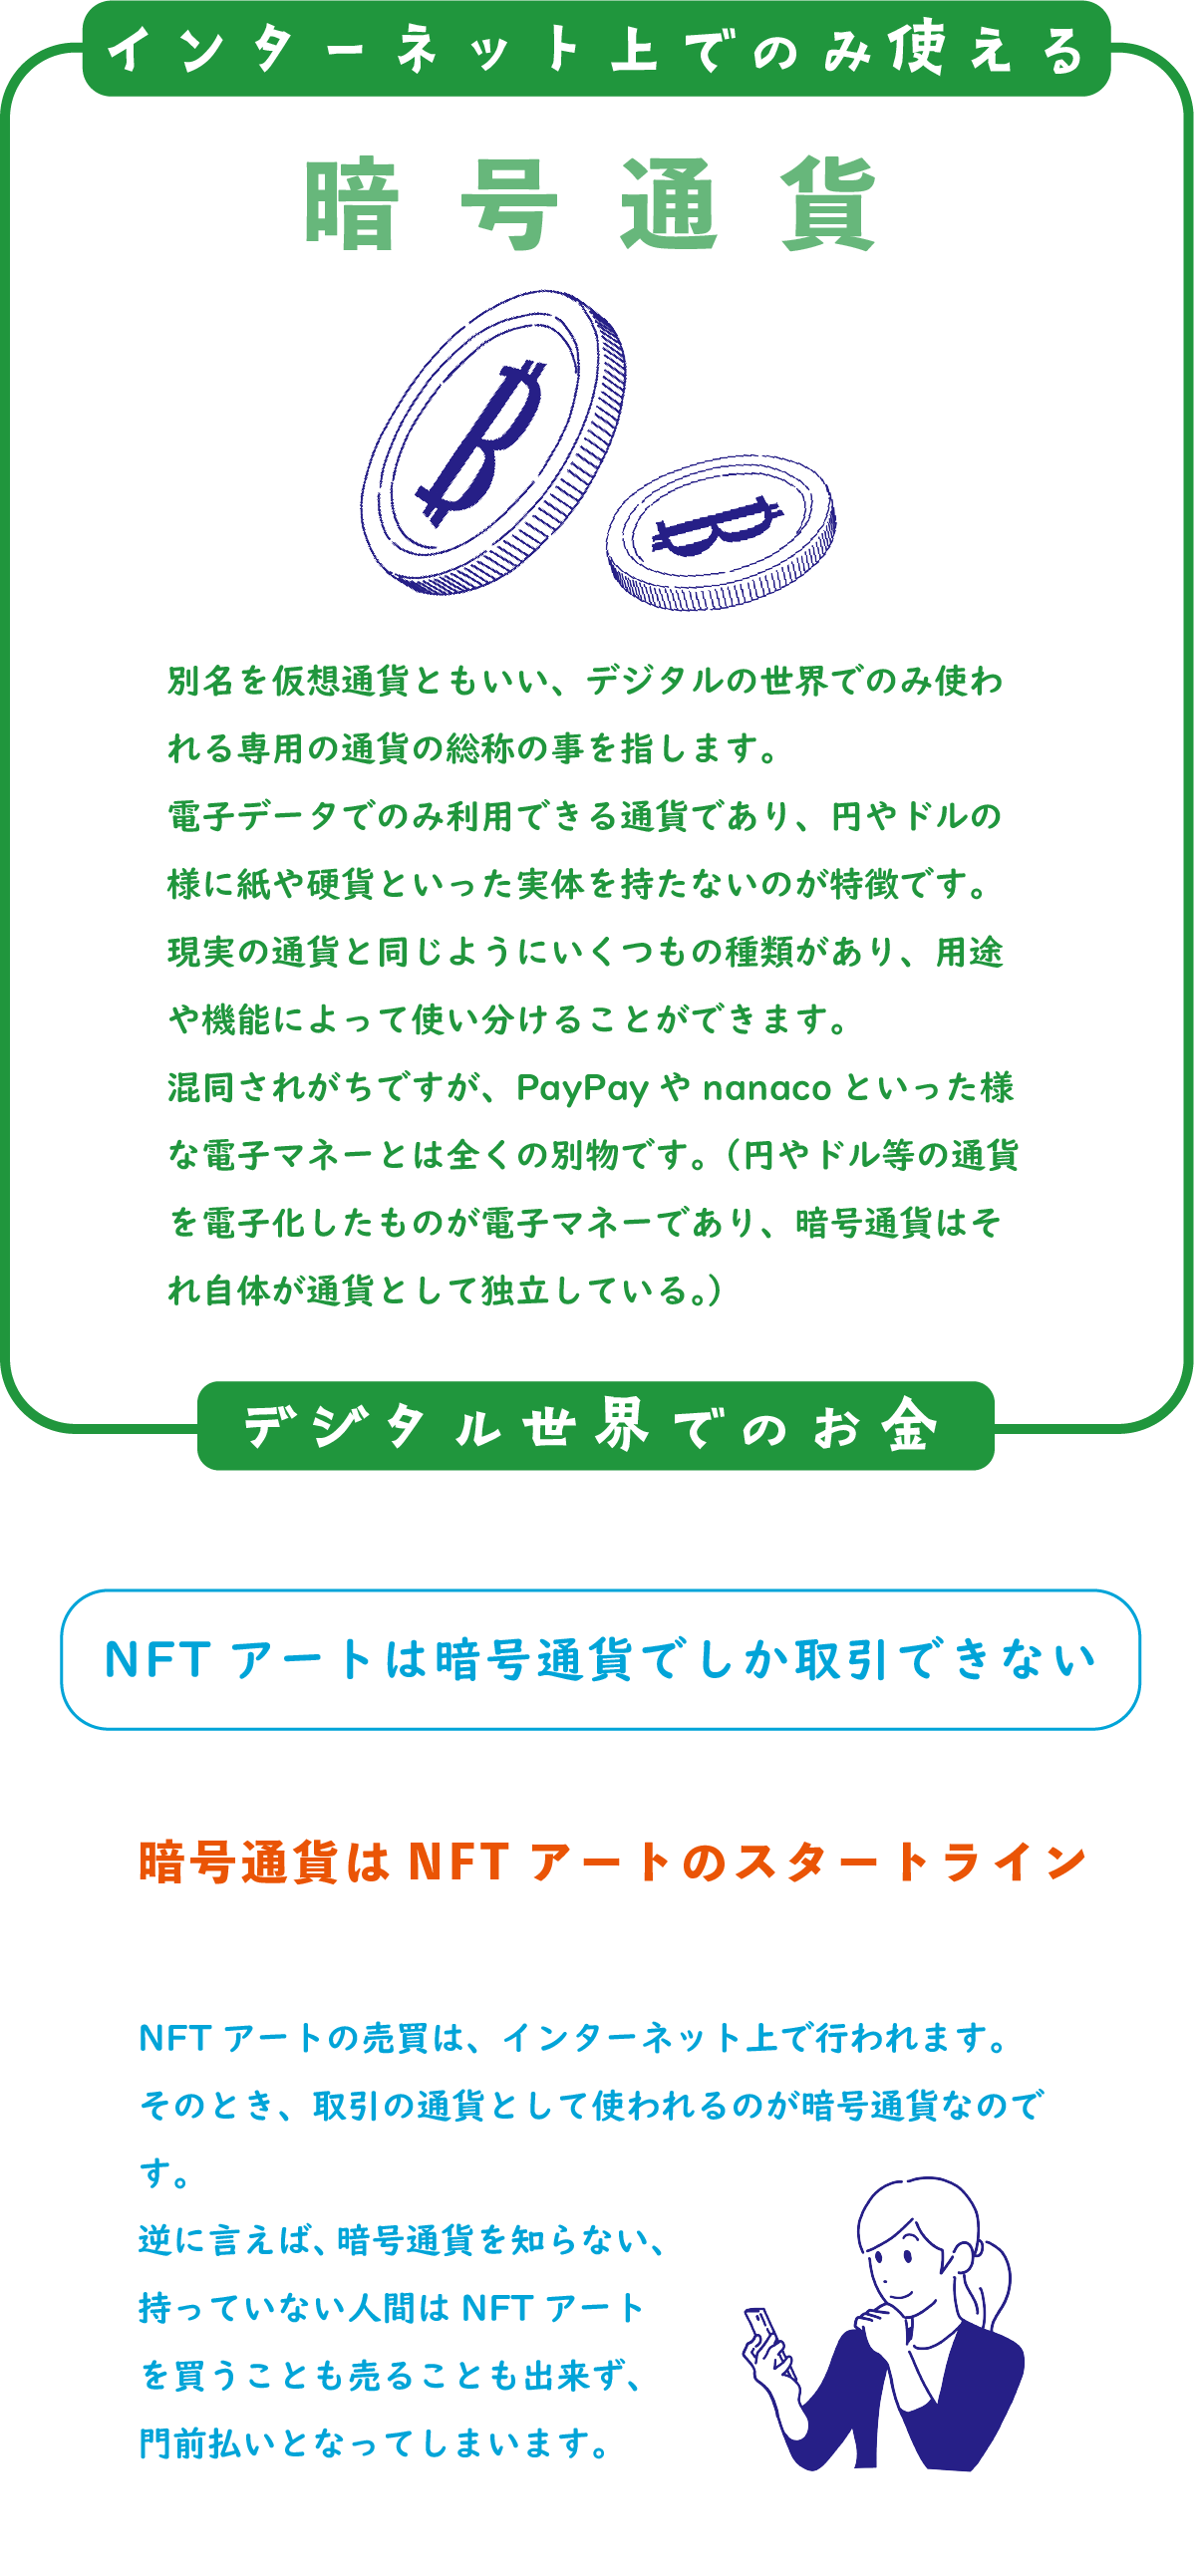 インターネット上でのみ使える
暗号通貨
別名を仮想通貨ともいい、デジタルの世界でのみ使わ
れる専用の通貨の総称の事を指します。
電子データでのみ利用できる通貨であり、円やドルの
様に紙や硬貨といった実体を持たないのが特徴です。
現実の通貨と同じようにいくつもの種類があり、用途
や機能によって使い分けることができます。
混同されがちですが、PayPay や nanaco といった様
な電子マネーとは全くの別物です。（円やドル等の通貨
を電子化したものが電子マネーであり、暗号通貨はそ
れ自体が通貨として独立している。）
デジタル世界でのお金
NFT アートは暗号通貨でしか取引できない
暗号通貨は NFT アートのスタートライン
NFT アートの売買は、インターネット上で行われます。
そのとき、取引の通貨として使われるのが暗号通貨なので
す。
逆に言えば、暗号通貨を知らない、
持っていない人間は NFT アート
を買うことも売ることも出来ず、
門前払いとなってしまいます。